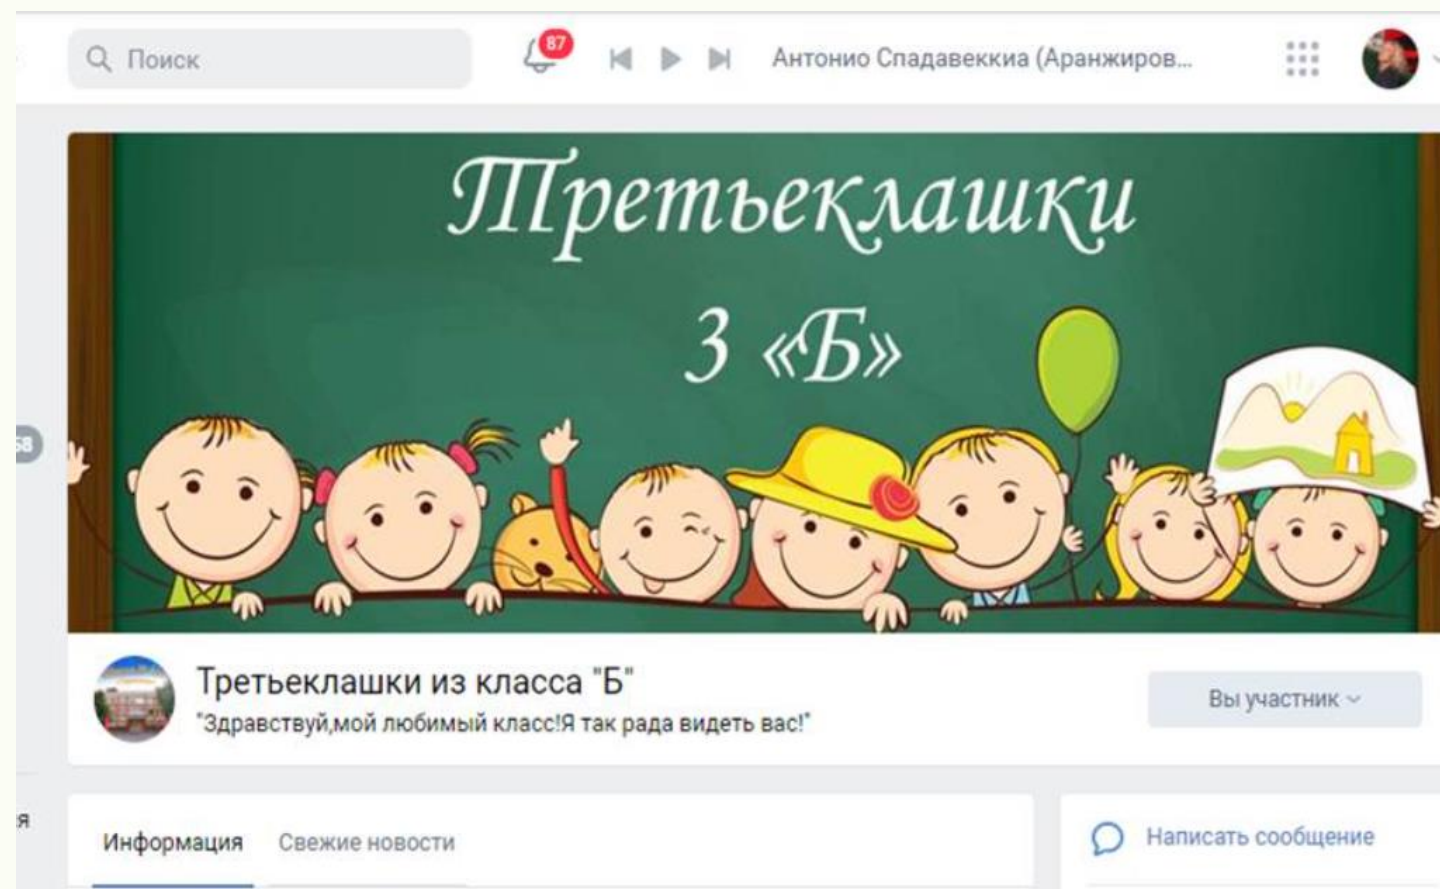 Поиск
87
Антонио Спадавеккиа (Аранжиров...
Третьеклашки
3 «Б»
58
Третьеклашки из класса "Б"
"Здравствуй,мой любимый класс!Я так рада видеть вас!"
Вы участник
я
Информация Свежие новости
Написать сообщение